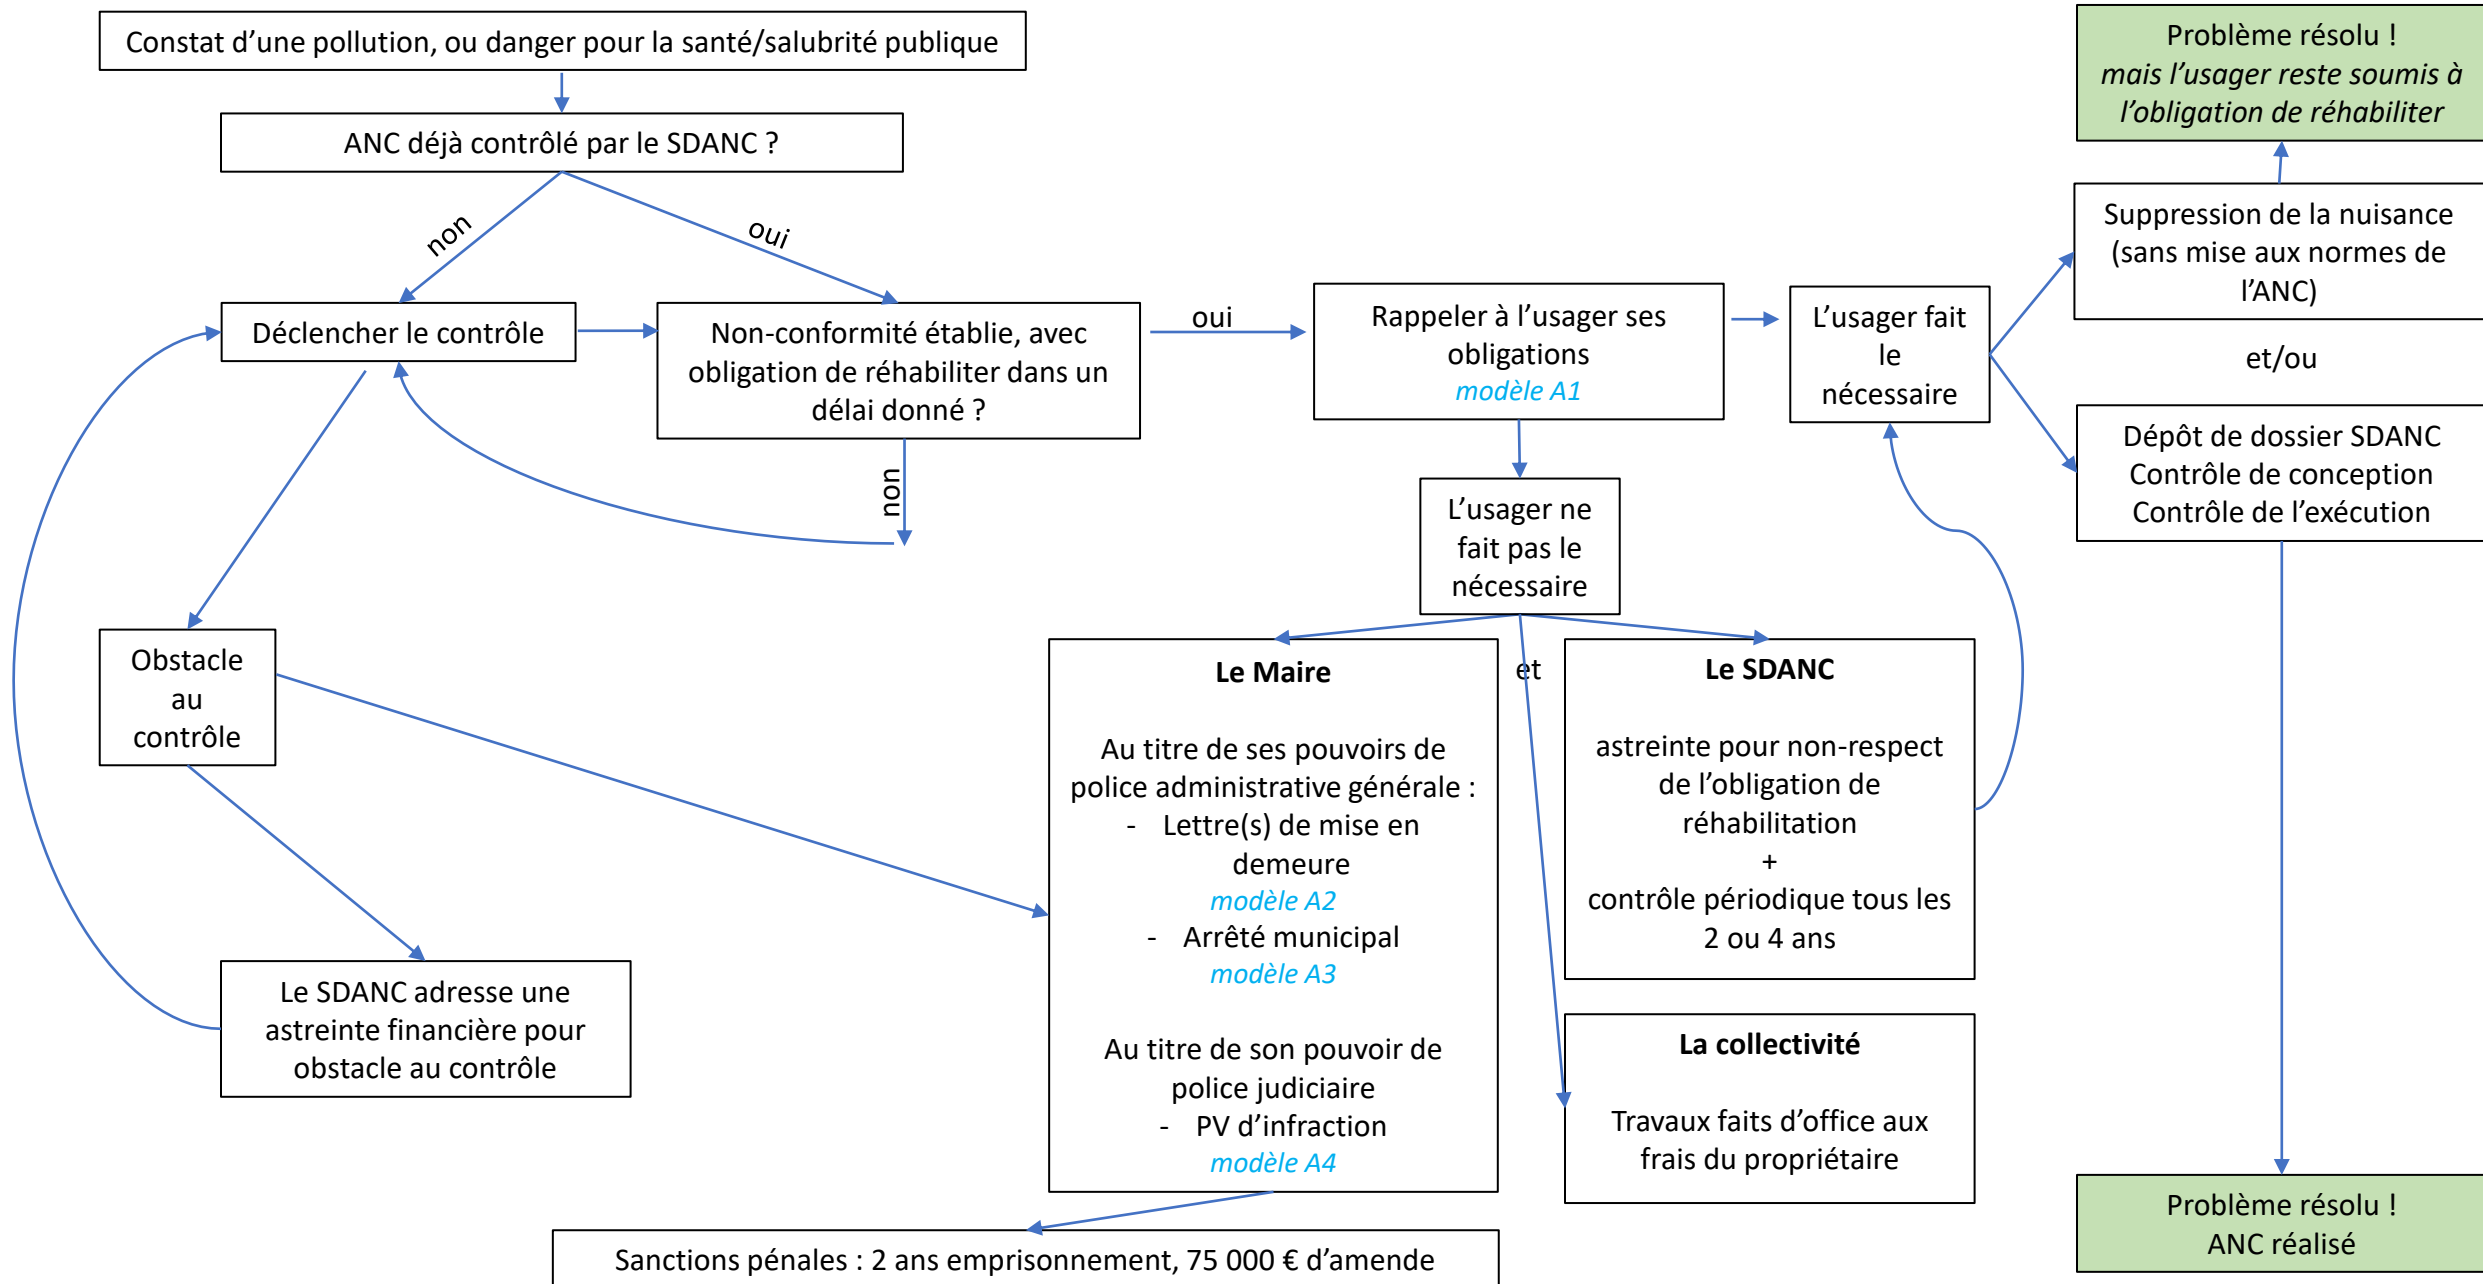 Constat d’une pollution, ou danger pour la santé/salubrité publique
ANC déjà contrôlé par le SDANC ?
non
oui
Déclencher le contrôle
Non-conformité établie, avec
obligation de réhabiliter dans un
délai donné ?
oui
non
Rappeler à l’usager ses
obligations
modèle A1
L’usager fait
le
nécessaire
Problème résolu !
mais l’usager reste soumis à
l’obligation de réhabiliter
Suppression de la nuisance
(sans mise aux normes de
l’ANC)
et/ou
Dépôt de dossier SDANC
Contrôle de conception
Contrôle de l’exécution
L’usager ne
fait pas le
nécessaire
Obstacle
au
contrôle
Le SDANC adresse une
astreinte financière pour
obstacle au contrôle
Le Maire
Au titre de ses pouvoirs de
police administrative générale :
- Lettre(s) de mise en
demeure
modèle A2
- Arrêté municipal
modèle A3
Au titre de son pouvoir de
police judiciaire
- PV d’infraction
modèle A4
et
Le SDANC
astreinte pour non-respect
de l’obligation de
réhabilitation
+
contrôle périodique tous les
2 ou 4 ans
La collectivité
Travaux faits d’office aux
frais du propriétaire
Sanctions pénales : 2 ans emprisonnement, 75 000 € d’amende
Problème résolu !
ANC réalisé